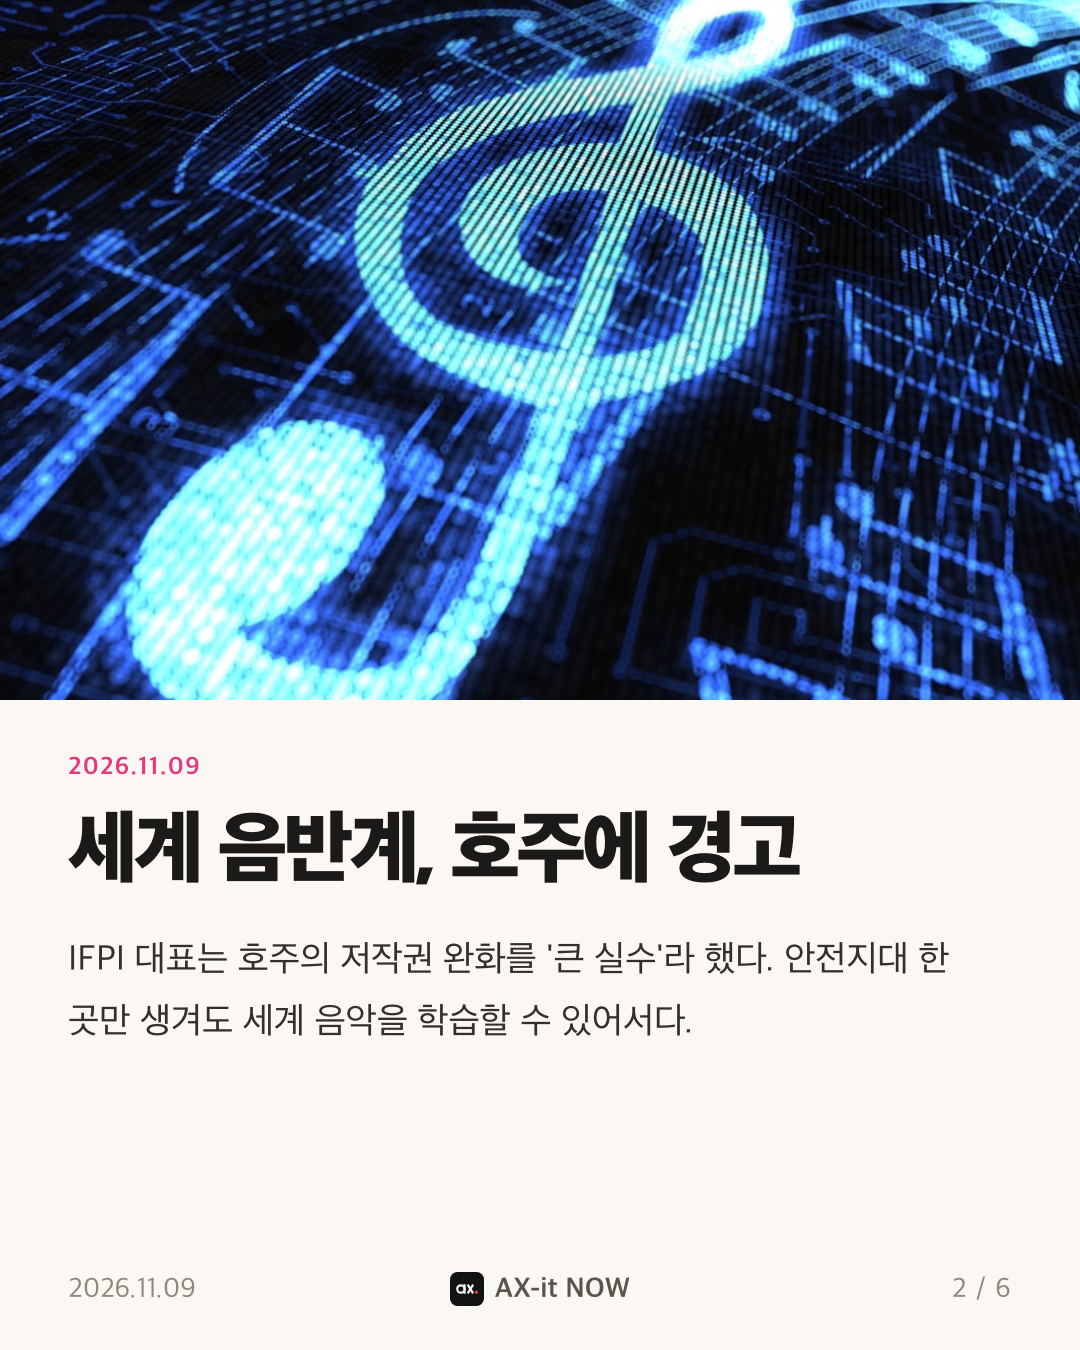 2026.11.09
세계 음반계, 호주에 경고
IFPI 대표는 호주의 저작권 완화를 '큰 실수'라 했다. 안전지대 한
곳만 생겨도 세계 음악을 학습할 수 있어서다.
2026.11.09
ax.
AX-it NOW
2 / 6